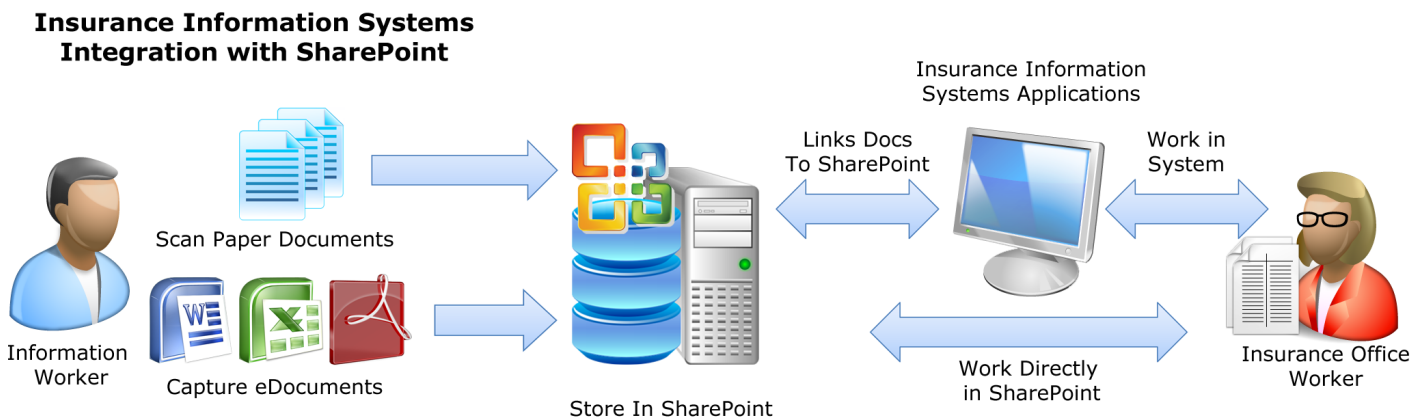 Insurance Information Systems
Integration with SharePoint
Insurance Information
Systems Applications
Links Docs
To SharePoint
Work in
System
Scan Paper Documents
W
X
Information
Worker
Capture eDocuments
Store In SharePoint
Work Directly
in SharePoint
Insurance Office
Worker